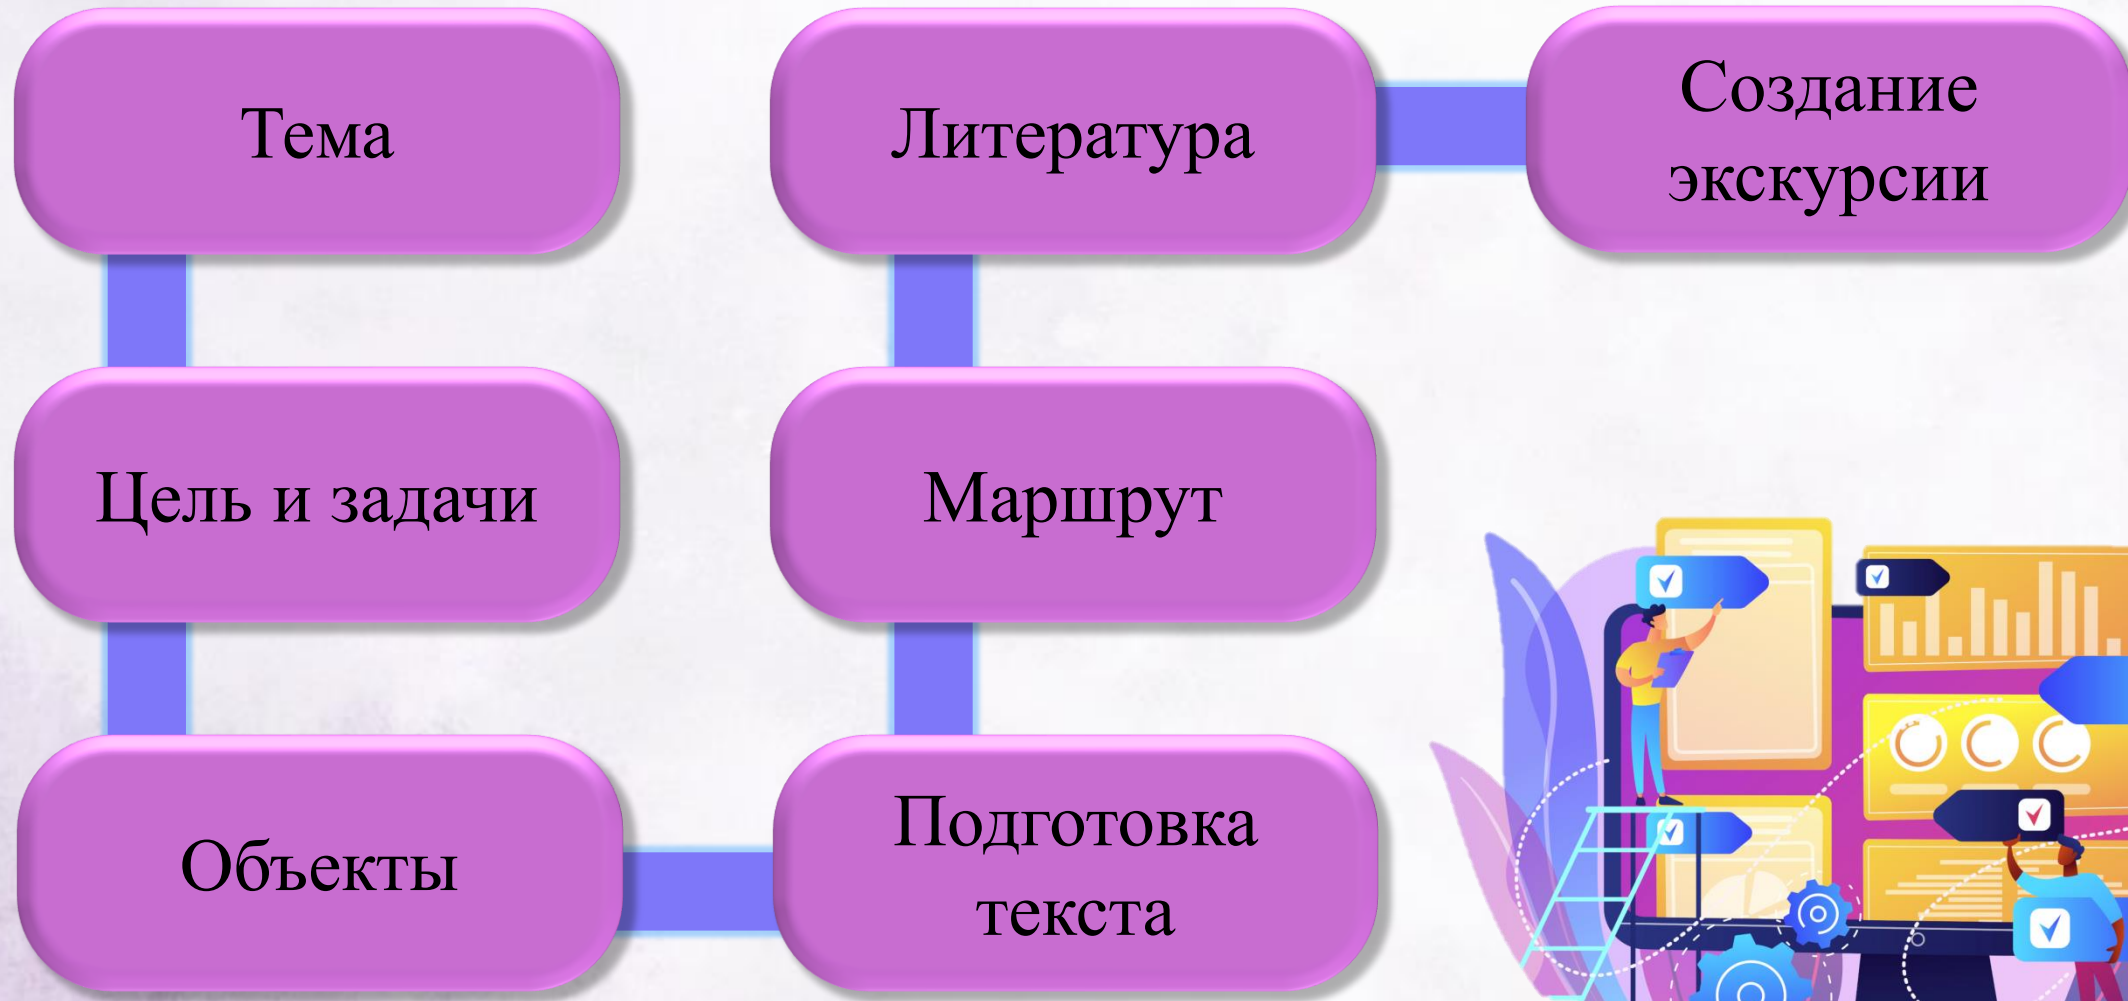 Тема
Цель и задачи
Объекты
Подготовка
текста
Маршрут
Литература
Создание
экскурсии